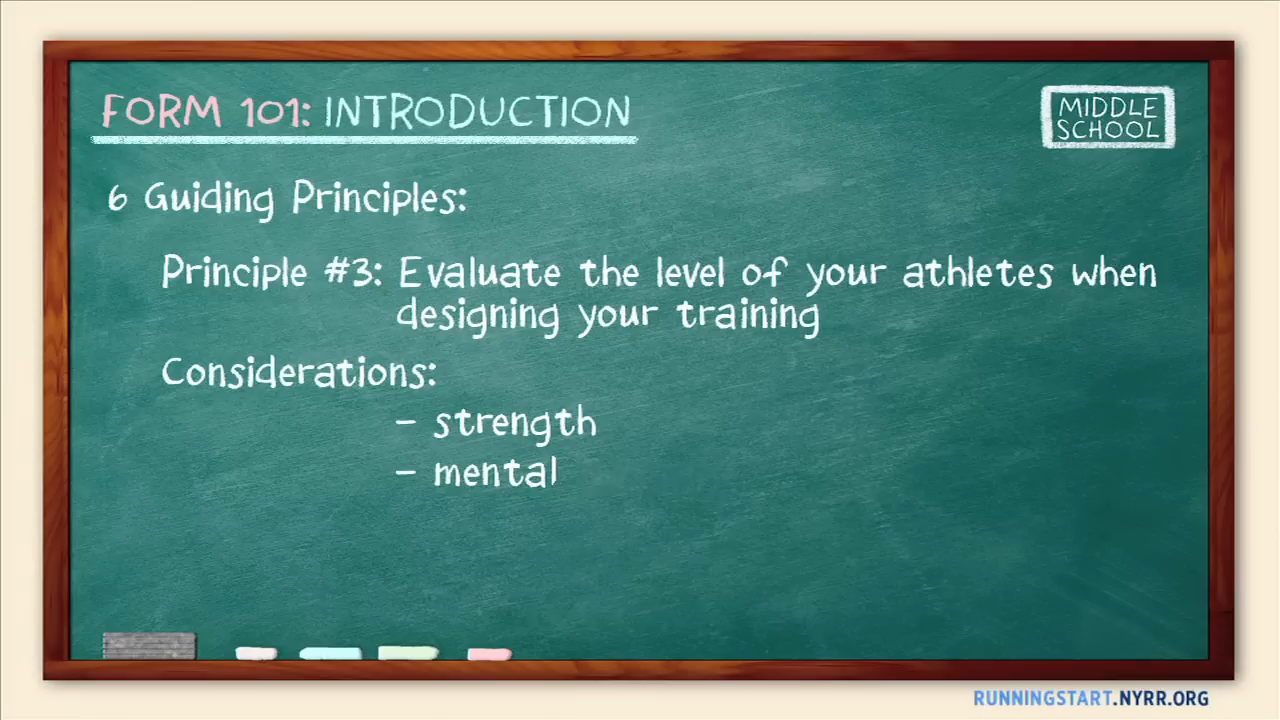 FORM 101: INTRODUCTION
MIDDLE
SCHOOL
6 Guiding Principles:
Principle #3: Evaluate the level of your athletes when
designing your training
Considerations:
- strength
- mental
RUNNINGSTART.NYRR.ORG